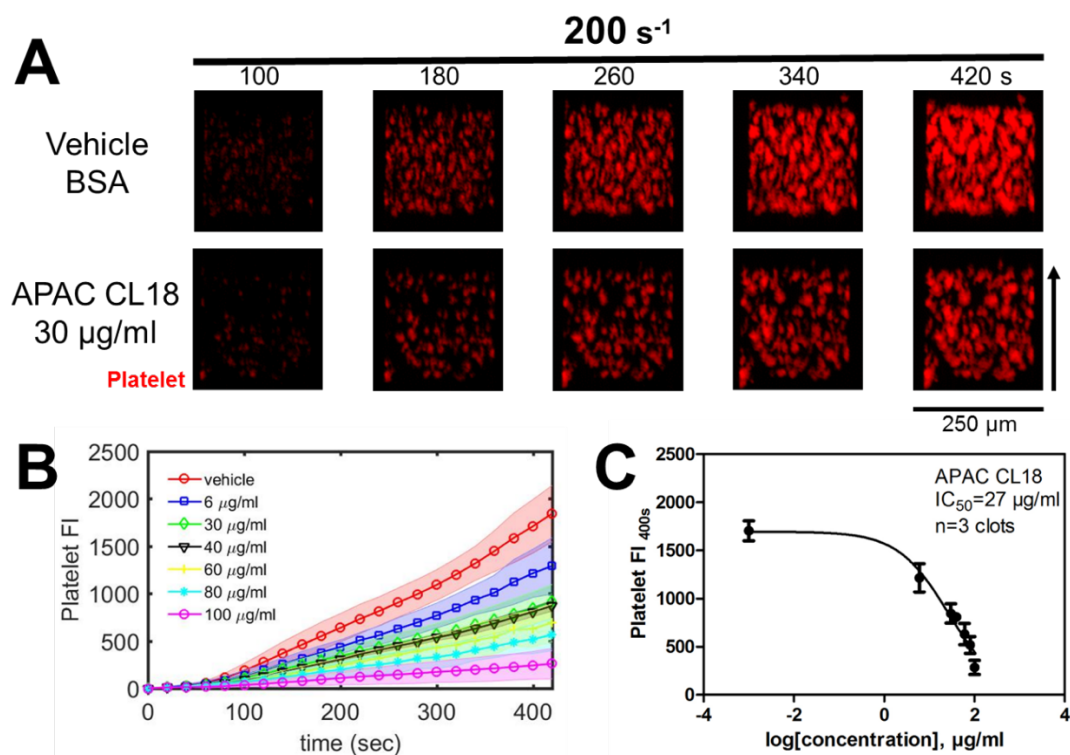 A
200 s⁻¹
100 180 260 340 420 s
Vehicle
BSA
APAC CL18
30 µg/ml
Platelet
250 µm
B
2500
2000
1500
1000
500
0
Platelet FI
vehicle
6 µg/ml
30 µg/ml
40 µg/ml
60 µg/ml
80 µg/ml
100 µg/ml
0 100 200 300 400
time (sec)
C
2500
2000
1500
1000
500
0
Platelet FI 400s
APAC CL18
IC50=27 µg/ml
n=3 clots
-4 -2 0 2 4
log[concentration], µg/ml